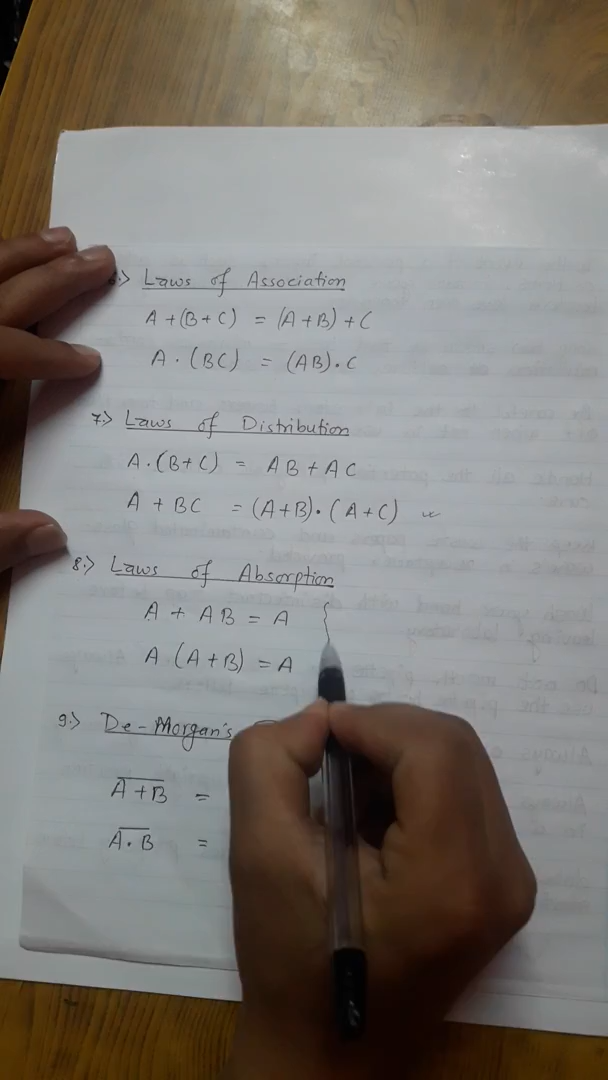 6.> Laws of Association
A + (B + C) = (A + B) + C
A . (BC) = (AB) . C
7.> Laws of Distribution
A . (B + C) = AB + AC
A + BC = (A + B) . (A + C)
8.> Laws of Absorption
A + AB = A {
A (A + B) = A
9.> De-Morgan's
A̅ ̅+̅ ̅B̅ =
A̅ ̅.̅ ̅B̅ =